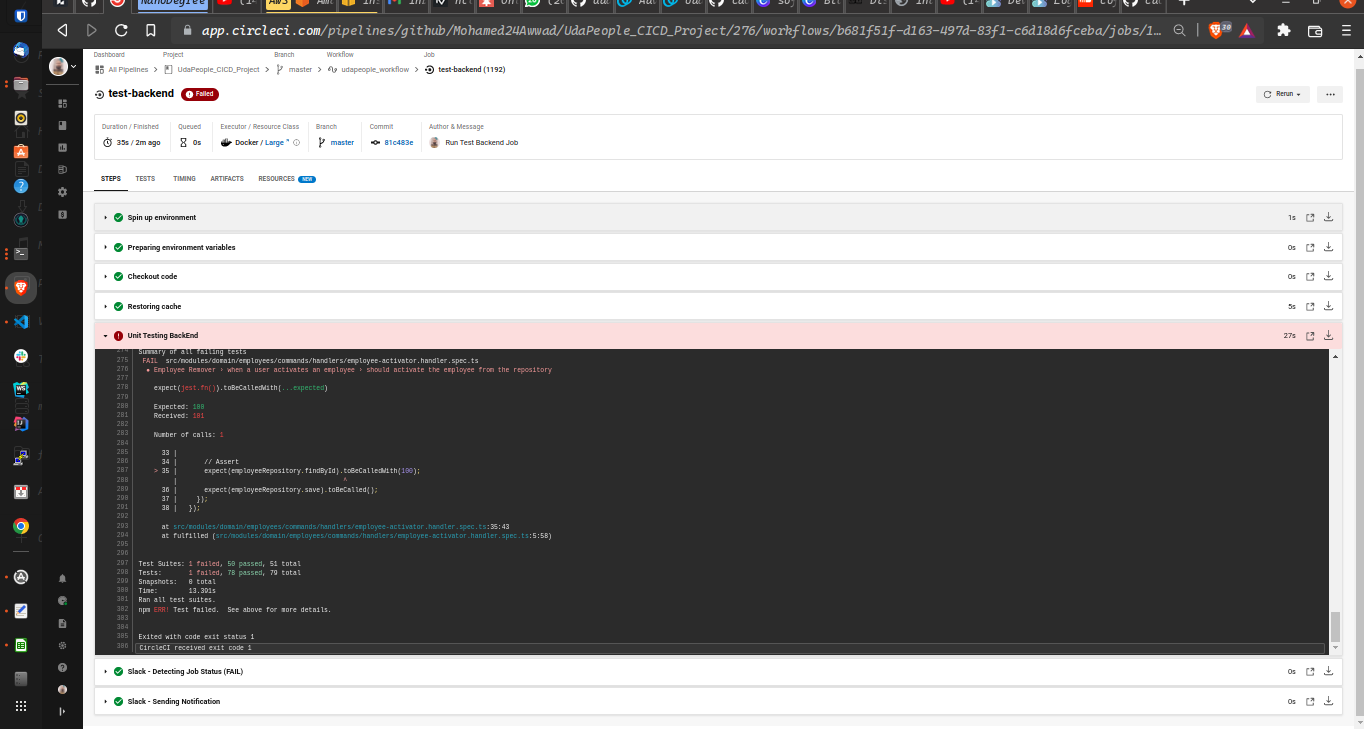 NanoDegree
AWS
app.circleci.com/pipelines/github/Mohamed24Awwad/UdaPeople_CICD_Project/276/workflows/b681f51f-d163-497d-83f1-c6d18d6fceba/jobs/1...
30
Dashboard Project Branch Workflow Job
All Pipelines UdaPeople_CICD_Project master udapeople_workflow test-backend (1192)
test-backend Failed Rerun
Duration / Finished Queued Executor / Resource Class Branch Commit Author & Message
35s / 2m ago 0s Docker / Large master 81c483e Run Test Backend Job
STEPS TESTS TIMING ARTIFACTS RESOURCES NEW
Spin up environment 1s
Preparing environment variables 0s
Checkout code 0s
Restoring cache 5s
Unit Testing BackEnd 27s
274 Summary of all failing tests
275 FAIL src/modules/domain/employees/commands/handlers/employee-activator.handler.spec.ts
276 ● Employee Remover › when a user activates an employee › should activate the employee from the repository
277
278 expect(jest.fn()).toBeCalledWith(...expected)
279
280 Expected: 100
281 Received: 101
282
283 Number of calls: 1
284
285 33 |
286 34 | // Assert
287 > 35 | expect(employeeRepository.findById).toBeCalledWith(100);
288 | ^
289 36 | expect(employeeRepository.save).toBeCalled();
290 37 | });
291 38 | });
292
293 at src/modules/domain/employees/commands/handlers/employee-activator.handler.spec.ts:35:43
294 at fulfilled (src/modules/domain/employees/commands/handlers/employee-activator.handler.spec.ts:5:58)
295
296
297 Test Suites: 1 failed, 50 passed, 51 total
298 Tests: 1 failed, 78 passed, 79 total
299 Snapshots: 0 total
300 Time: 13.391s
301 Ran all test suites.
302 npm ERR! Test failed. See above for more details.
303
304
305 Exited with code exit status 1
306 CircleCI received exit code 1
Slack - Detecting Job Status (FAIL) 0s
Slack - Sending Notification 0s